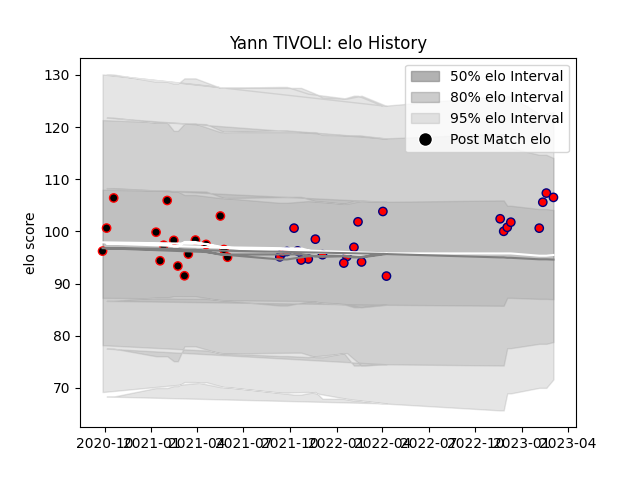 Yann TIVOLI: elo History
50% elo Interval
80% elo Interval
95% elo Interval
Post Match elo
elo score
130
120
110
100
90
80
70
2020-10 2021-01 2021-04 2021-07 2021-10 2022-01 2022-04 2022-07 2022-10 2023-01 2023-04